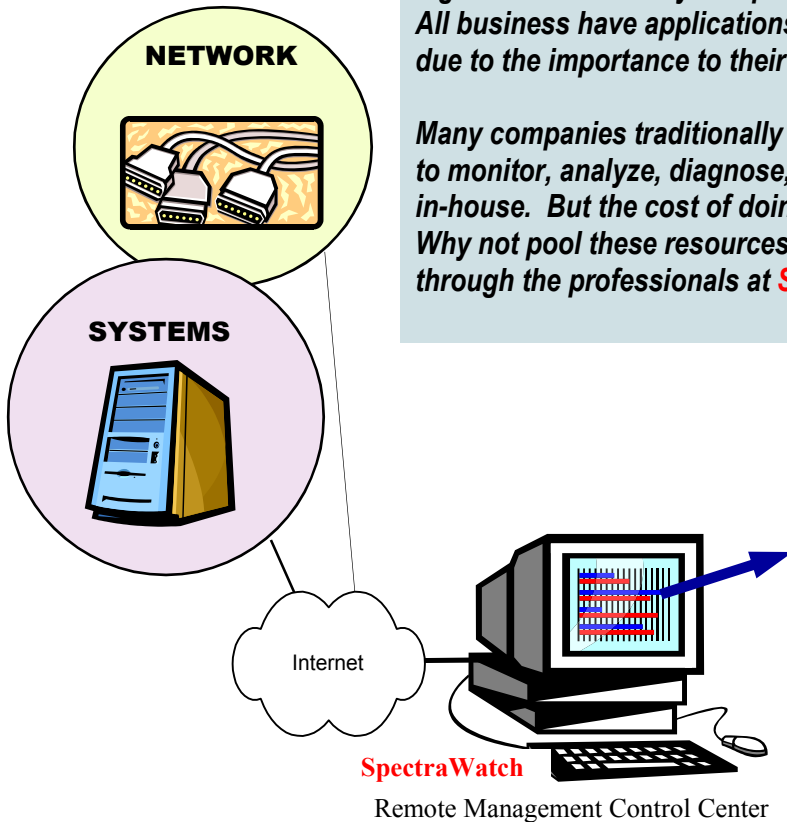 All business have applications
due to the importance to their
Many companies traditionally
to monitor, analyze, diagnose,
in-house. But the cost of doin
Why not pool these resources
through the professionals at S
NETWORK
SYSTEMS
Internet
SpectraWatch
Remote Management Control Center